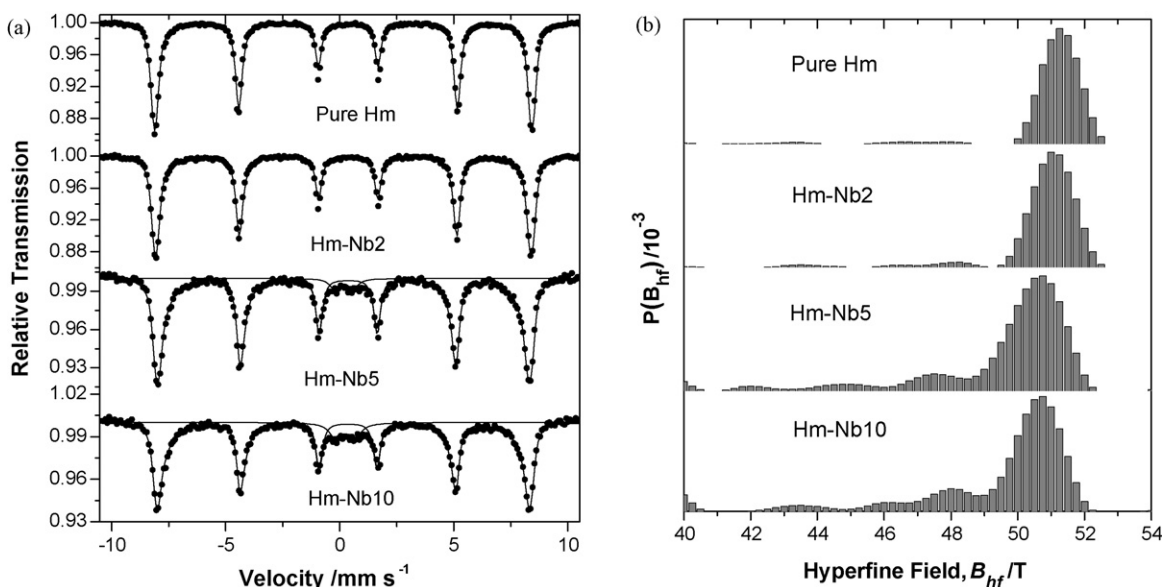 (a)
1.00
0.96
0.92
0.88
Pure Hm
1.00
0.96
0.92
0.88
Hm-Nb2
0.99
0.96
0.93
Hm-Nb5
1.02
0.99
0.96
0.93
Hm-Nb10
Relative Transmission
-10 -5 0 5 10
Velocity /mm s⁻¹
(b)
Pure Hm
Hm-Nb2
Hm-Nb5
Hm-Nb10
P(B_hf) /10⁻³
40 42 44 46 48 50 52 54
Hyperfine Field, B_hf /T